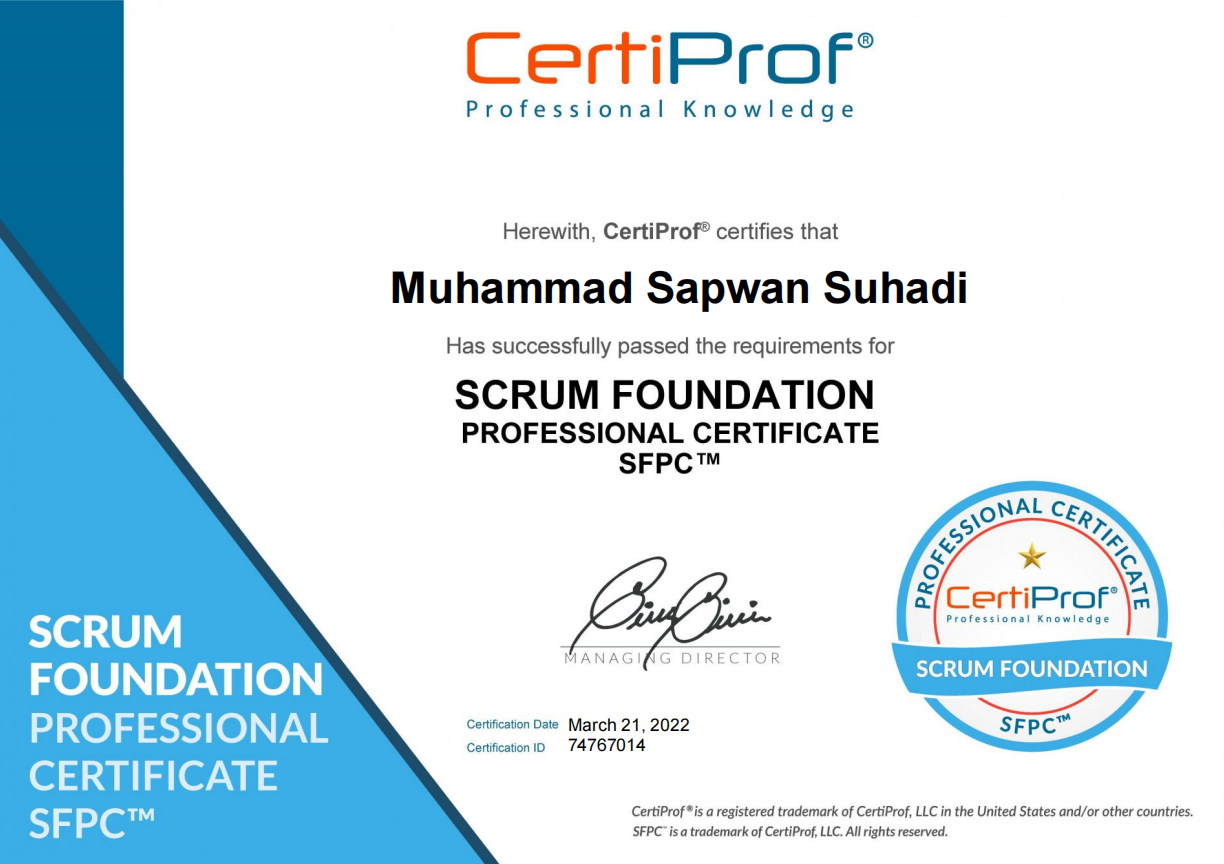 CertiProf®
Professional Knowledge
Herewith, CertiProf® certifies that
Muhammad Sapwan Suhadi
Has successfully passed the requirements for
SCRUM FOUNDATION
PROFESSIONAL CERTIFICATE
SFPC™
MANAGING DIRECTOR
Certification Date March 21, 2022
Certification ID 74767014
SCRUM
FOUNDATION
PROFESSIONAL
CERTIFICATE
SFPC™
PROFESSIONAL CERTIFICATE
CertiProf®
Professional Knowledge
SCRUM FOUNDATION
SFPC™
CertiProf® is a registered trademark of CertiProf, LLC in the United States and/or other countries.
SFPC™ is a trademark of CertiProf, LLC. All rights reserved.